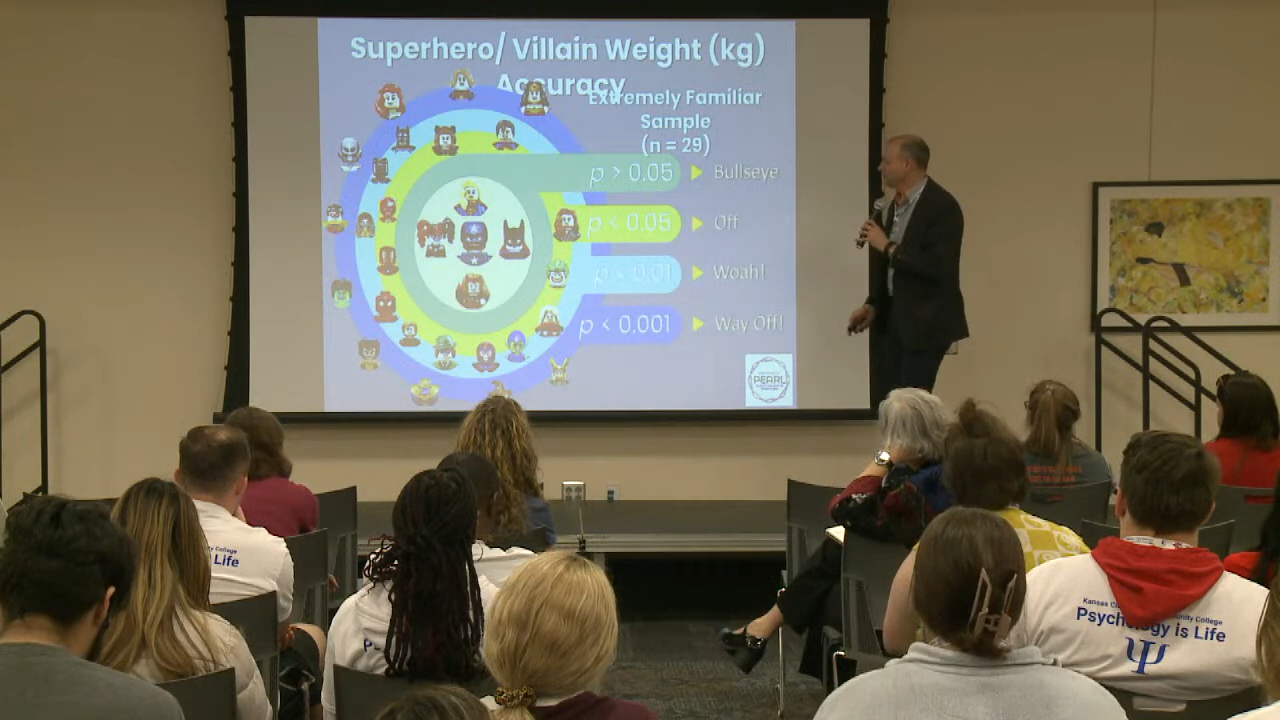 Superhero/ Villain Weight (kg)
Accuracy
Extremely Familiar
Sample
(n = 29)
p > 0.05 Bullseye
p < 0.05 Off
p < 0.01 Woah!
p < 0.001 Way Off!
PEARL
Life
Psychology is Life
Ψ